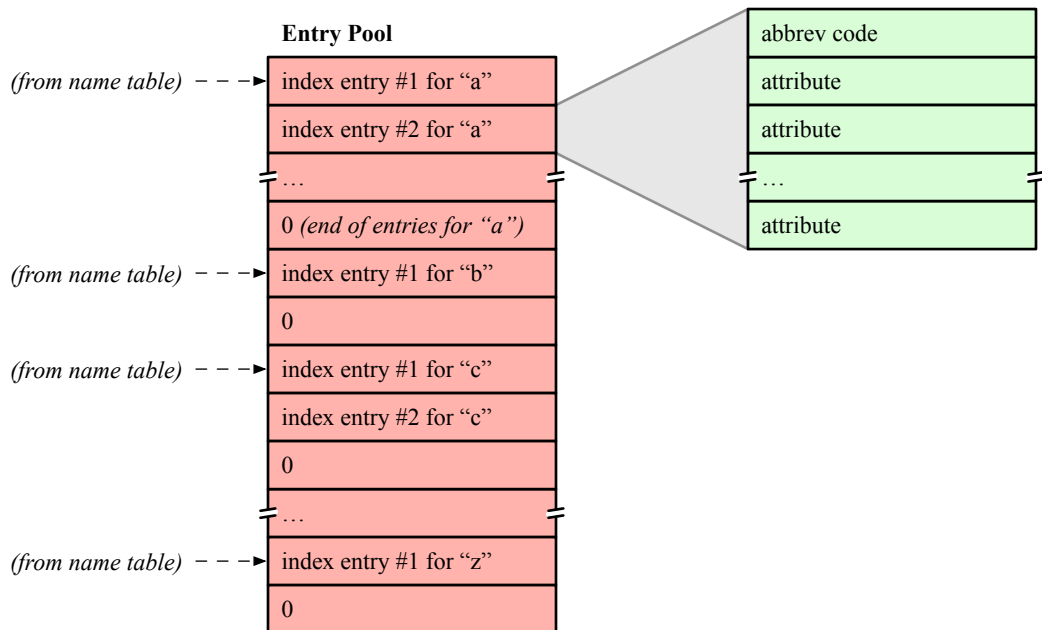 Entry Pool
(from name table)
index entry #1 for “a”
index entry #2 for “a”
…
0 (end of entries for “a”)
(from name table)
index entry #1 for “b”
0
(from name table)
index entry #1 for “c”
index entry #2 for “c”
0
…
(from name table)
index entry #1 for “z”
0
abbrev code
attribute
attribute
…
attribute